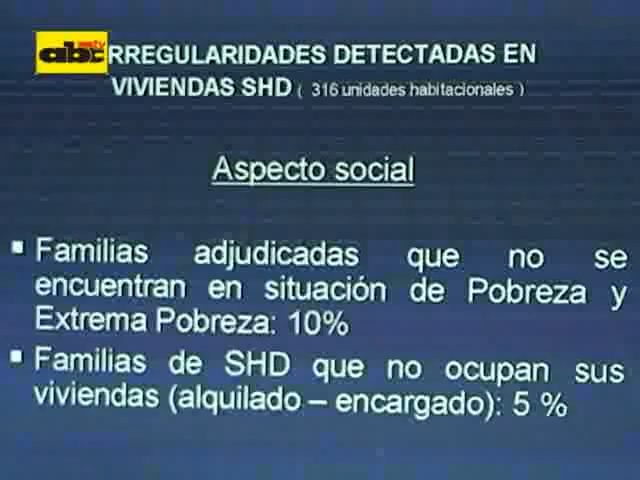 abc tv
RREGULARIDADES DETECTADAS EN
VIVIENDAS SHD ( 316 unidades habitacionales )
Aspecto social
▪ Familias adjudicadas que no se
encuentran en situación de Pobreza y
Extrema Pobreza: 10%
▪ Familias de SHD que no ocupan sus
viviendas (alquilado – encargado): 5 %